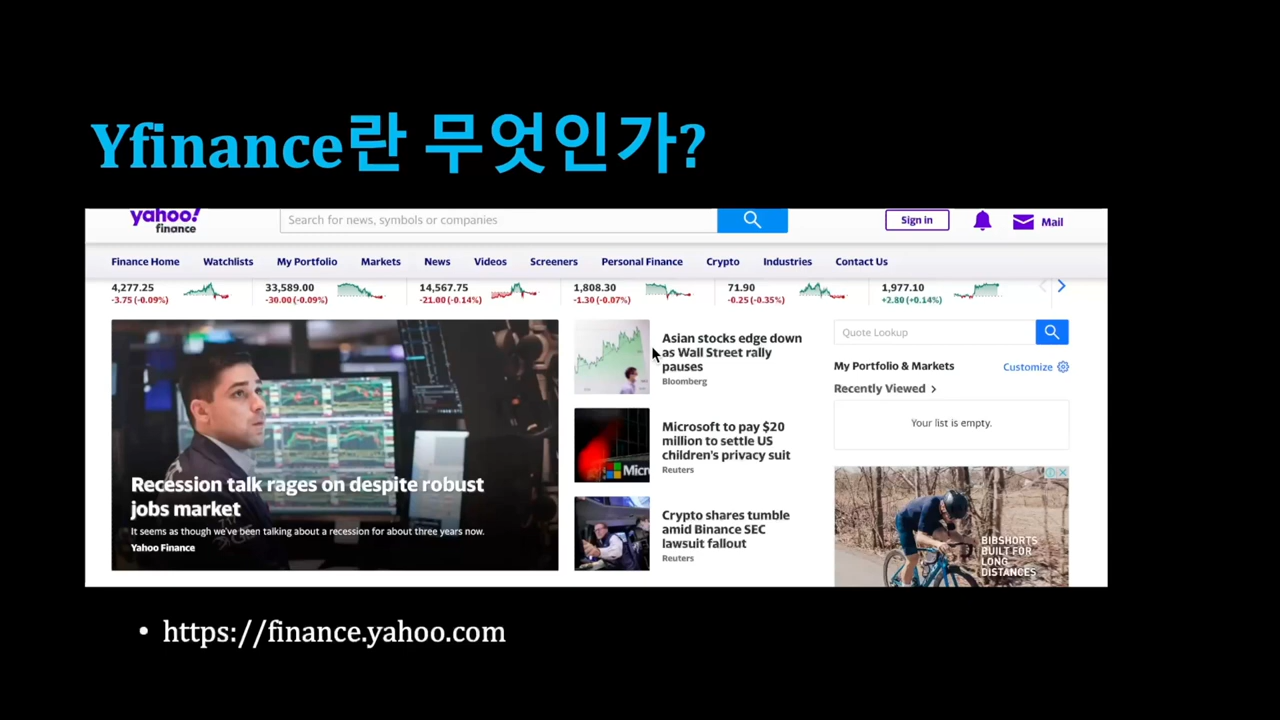 Yfinance란 무엇인가?
yahoo!
finance
Search for news, symbols or companies
Sign in
Mail
Finance Home Watchlists My Portfolio Markets News Videos Screeners Personal Finance Crypto Industries Contact Us
4,277.25 33,589.00 14,567.75 1,808.30 71.90 1,977.10
-3.75 (-0.09%) -30.00 (-0.09%) -21.00 (-0.14%) -1.30 (-0.07%) -0.25 (-0.35%) +2.80 (+0.14%)
Recession talk rages on despite robust
jobs market
It seems as though we've been talking about a recession for about three years now.
Yahoo Finance
Asian stocks edge down
as Wall Street rally
pauses
Bloomberg
Micr
Microsoft to pay $20
million to settle US
children's privacy suit
Reuters
Crypto shares tumble
amid Binance SEC
lawsuit fallout
Reuters
Quote Lookup
My Portfolio & Markets Customize
Recently Viewed >
Your list is empty.
BIBSHORTS
BUILT FOR
LONG
DISTANCES
• https://finance.yahoo.com